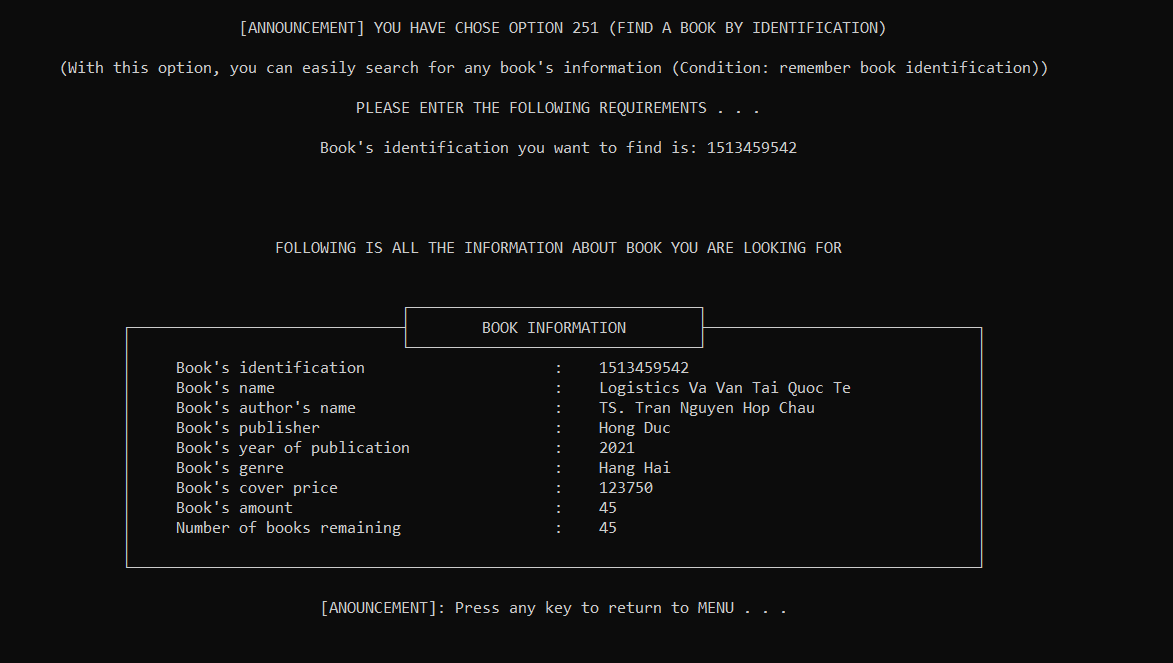 [ANNOUNCEMENT] YOU HAVE CHOSE OPTION 251 (FIND A BOOK BY IDENTIFICATION)
(With this option, you can easily search for any book's information (Condition: remember book identification))
PLEASE ENTER THE FOLLOWING REQUIREMENTS . . .
Book's identification you want to find is: 1513459542
FOLLOWING IS ALL THE INFORMATION ABOUT BOOK YOU ARE LOOKING FOR
BOOK INFORMATION
Book's identification : 1513459542
Book's name : Logistics Va Van Tai Quoc Te
Book's author's name : TS. Tran Nguyen Hop Chau
Book's publisher : Hong Duc
Book's year of publication : 2021
Book's genre : Hang Hai
Book's cover price : 123750
Book's amount : 45
Number of books remaining : 45
[ANOUNCEMENT]: Press any key to return to MENU . . .